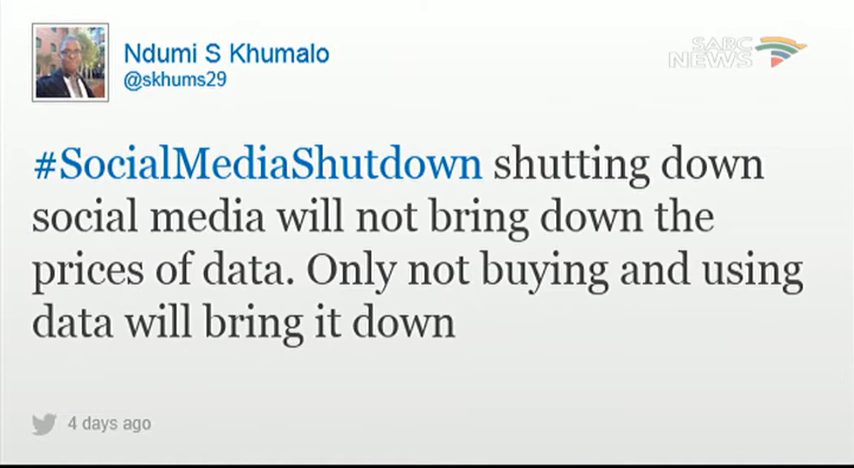 Ndumi S Khumalo
@skhums29
SABC
NEWS
#SocialMediaShutdown shutting down
social media will not bring down the
prices of data. Only not buying and using
data will bring it down
4 days ago